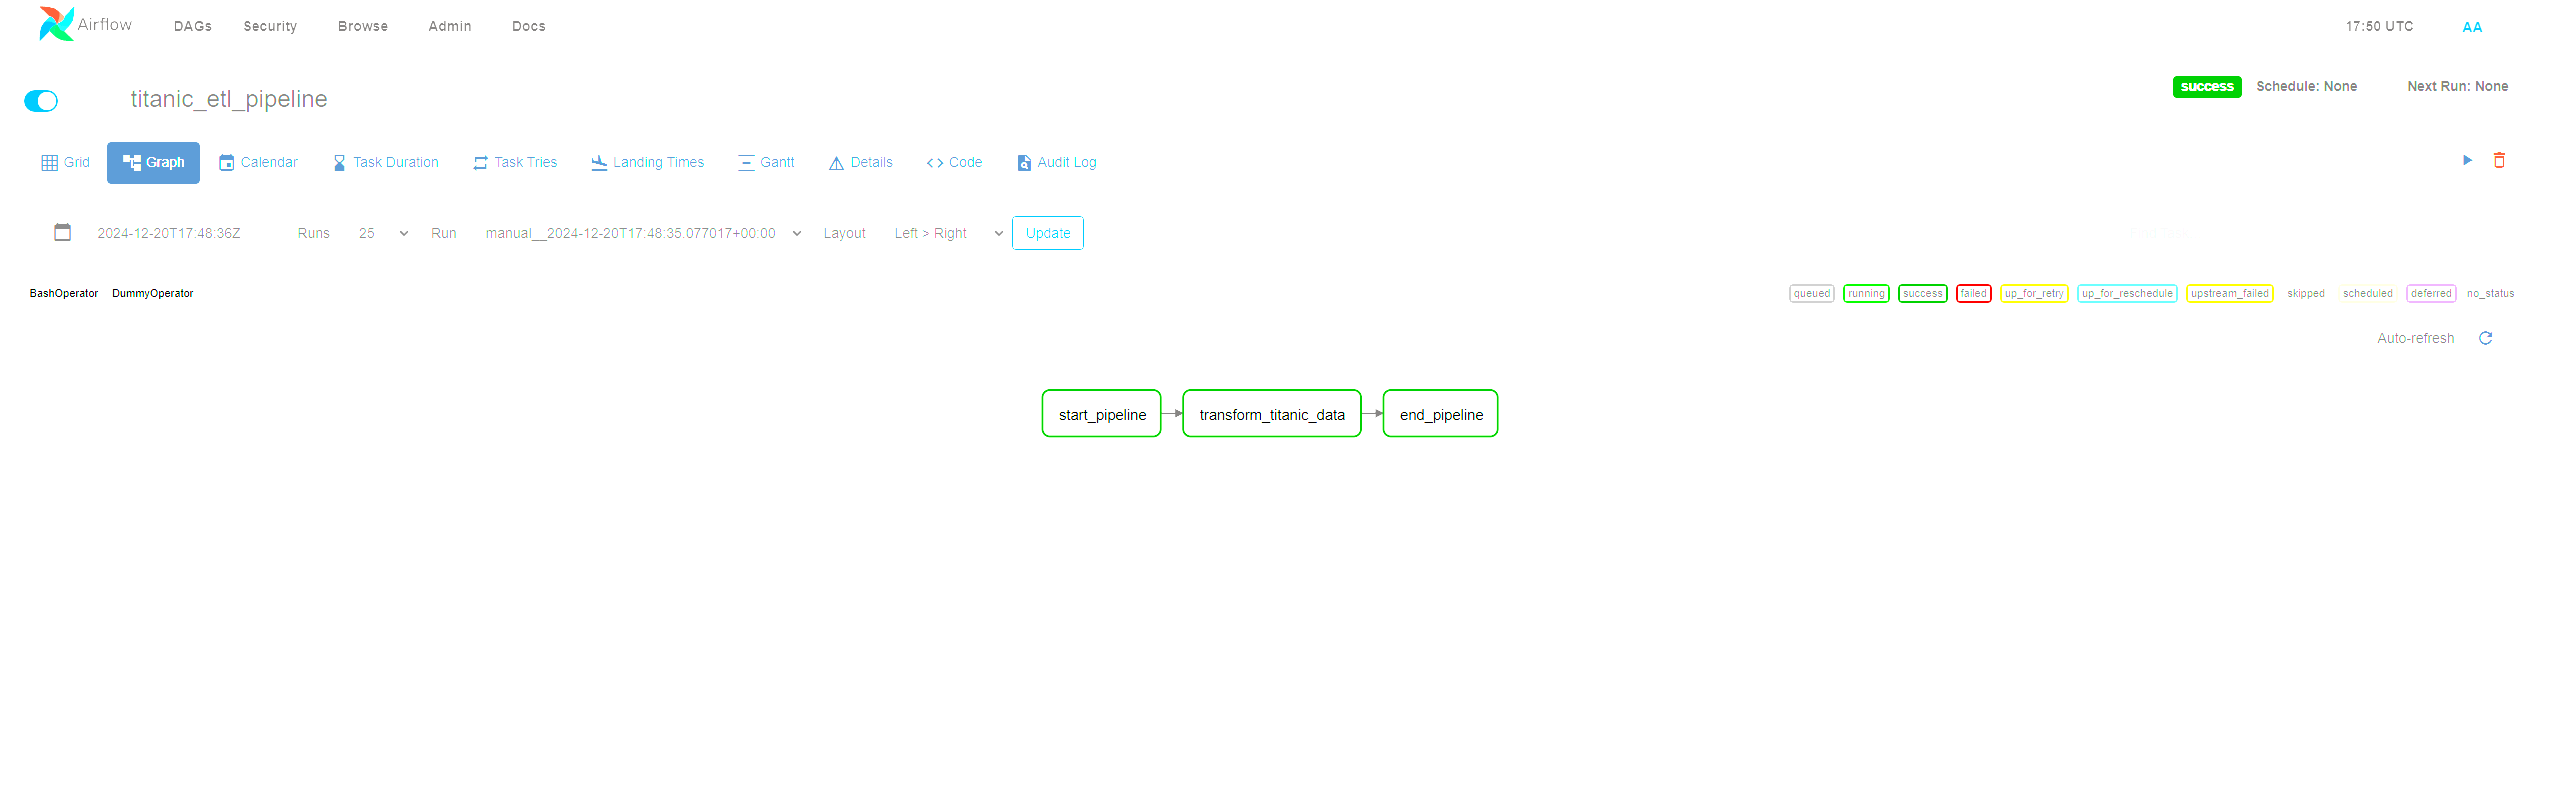 Airflow DAGs Security Browse Admin Docs 17:50 UTC AA
titanic_etl_pipeline success Schedule: None Next Run: None
Grid Graph Calendar Task Duration Task Tries Landing Times Gantt Details Code Audit Log
2024-12-20T17:48:36Z Runs 25 Run manual__2024-12-20T17:48:35.077017+00:00 Layout Left > Right Update
BashOperator DummyOperator queued running success failed up_for_retry up_for_reschedule upstream_failed skipped scheduled deferred no_status
Auto-refresh
start_pipeline transform_titanic_data end_pipeline